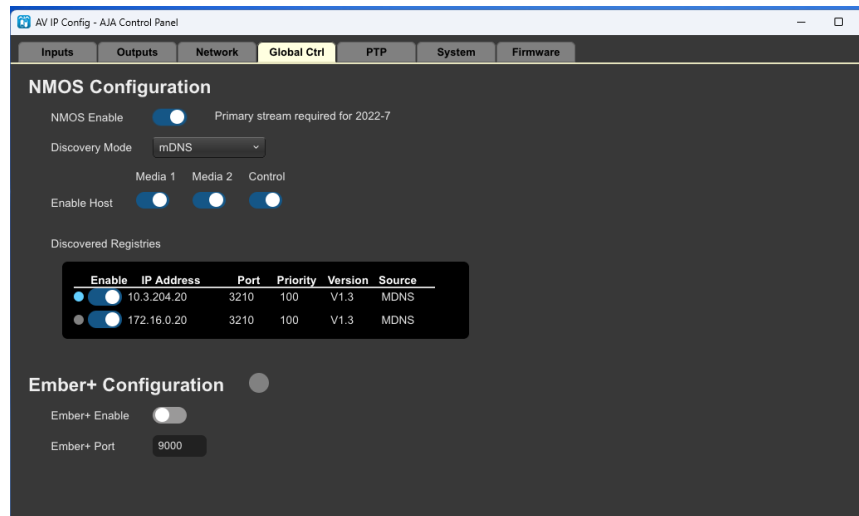 AV IP Config - AJA Control Panel
Inputs Outputs Network Global Ctrl PTP System Firmware
NMOS Configuration
NMOS Enable Primary stream required for 2022-7
Discovery Mode mDNS
Media 1 Media 2 Control
Enable Host
Discovered Registries
Enable IP Address Port Priority Version Source
10.3.204.20 3210 100 V1.3 MDNS
172.16.0.20 3210 100 V1.3 MDNS
Ember+ Configuration
Ember+ Enable
Ember+ Port 9000